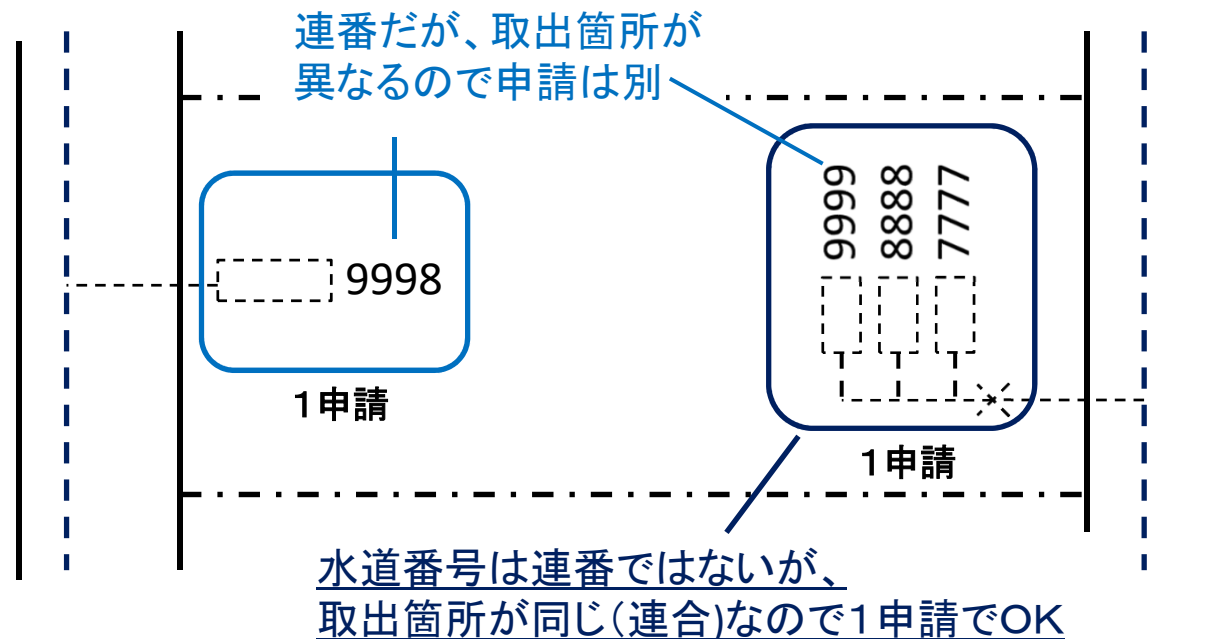 連番だが、取出箇所が
異なるので申請は別
9998
1申請
9999
8888
7777
1申請
水道番号は連番ではないが、
取出箇所が同じ(連合)なので1申請でOK